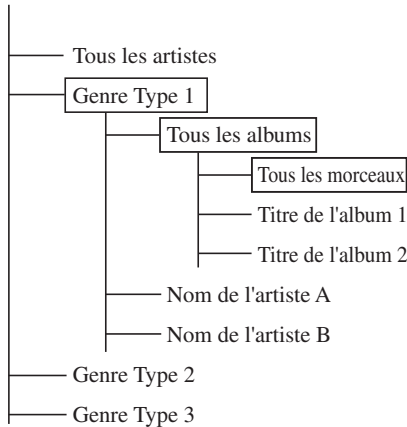 Tous les artistes
Genre Type 1
Tous les albums
Tous les morceaux
Titre de l'album 1
Titre de l'album 2
Nom de l'artiste A
Nom de l'artiste B
Genre Type 2
Genre Type 3